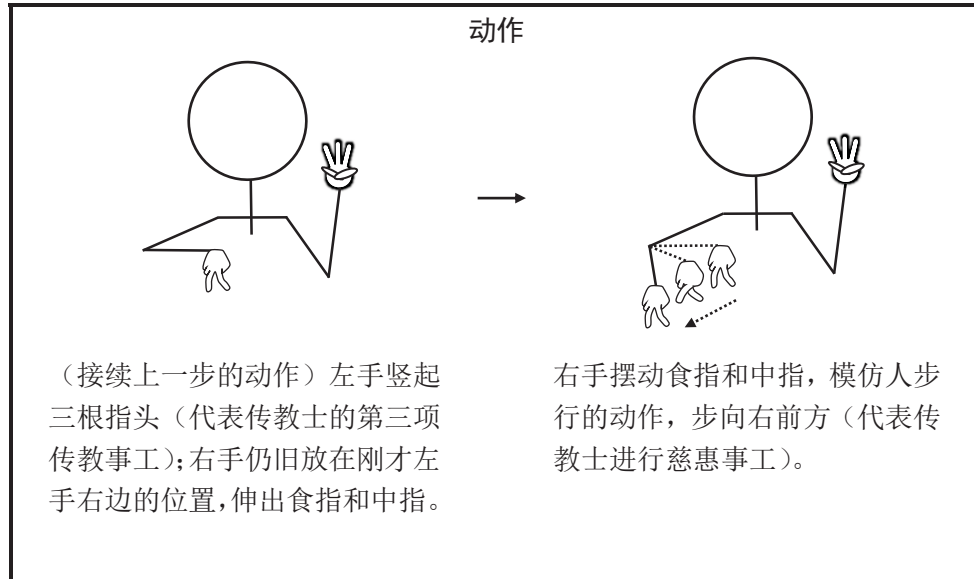 动作
（接续上一步的动作）左手竖起
三根指头（代表传教士的第三项
传教事工）；右手仍旧放在刚才左
手右边的位置，伸出食指和中指。
右手摆动食指和中指，模仿人步
行的动作，步向右前方（代表传
教士进行慈惠事工）。